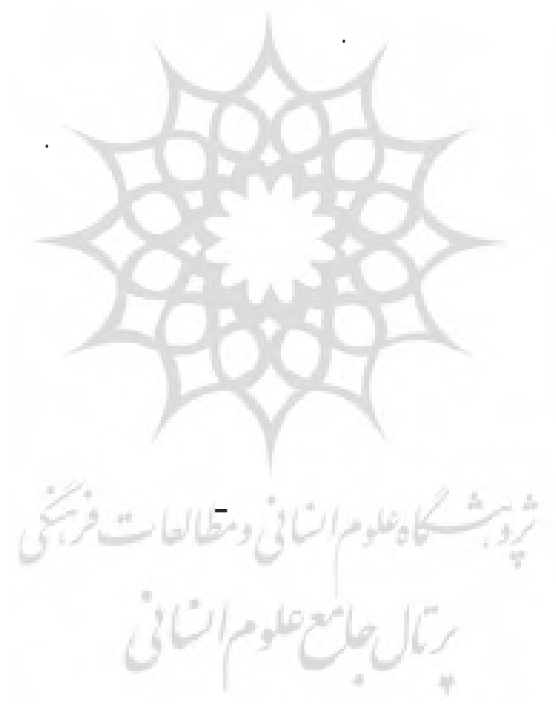 پژوهشگاه علوم انسانی و مطالعات فرهنگی
پرتال جامع علوم انسانی